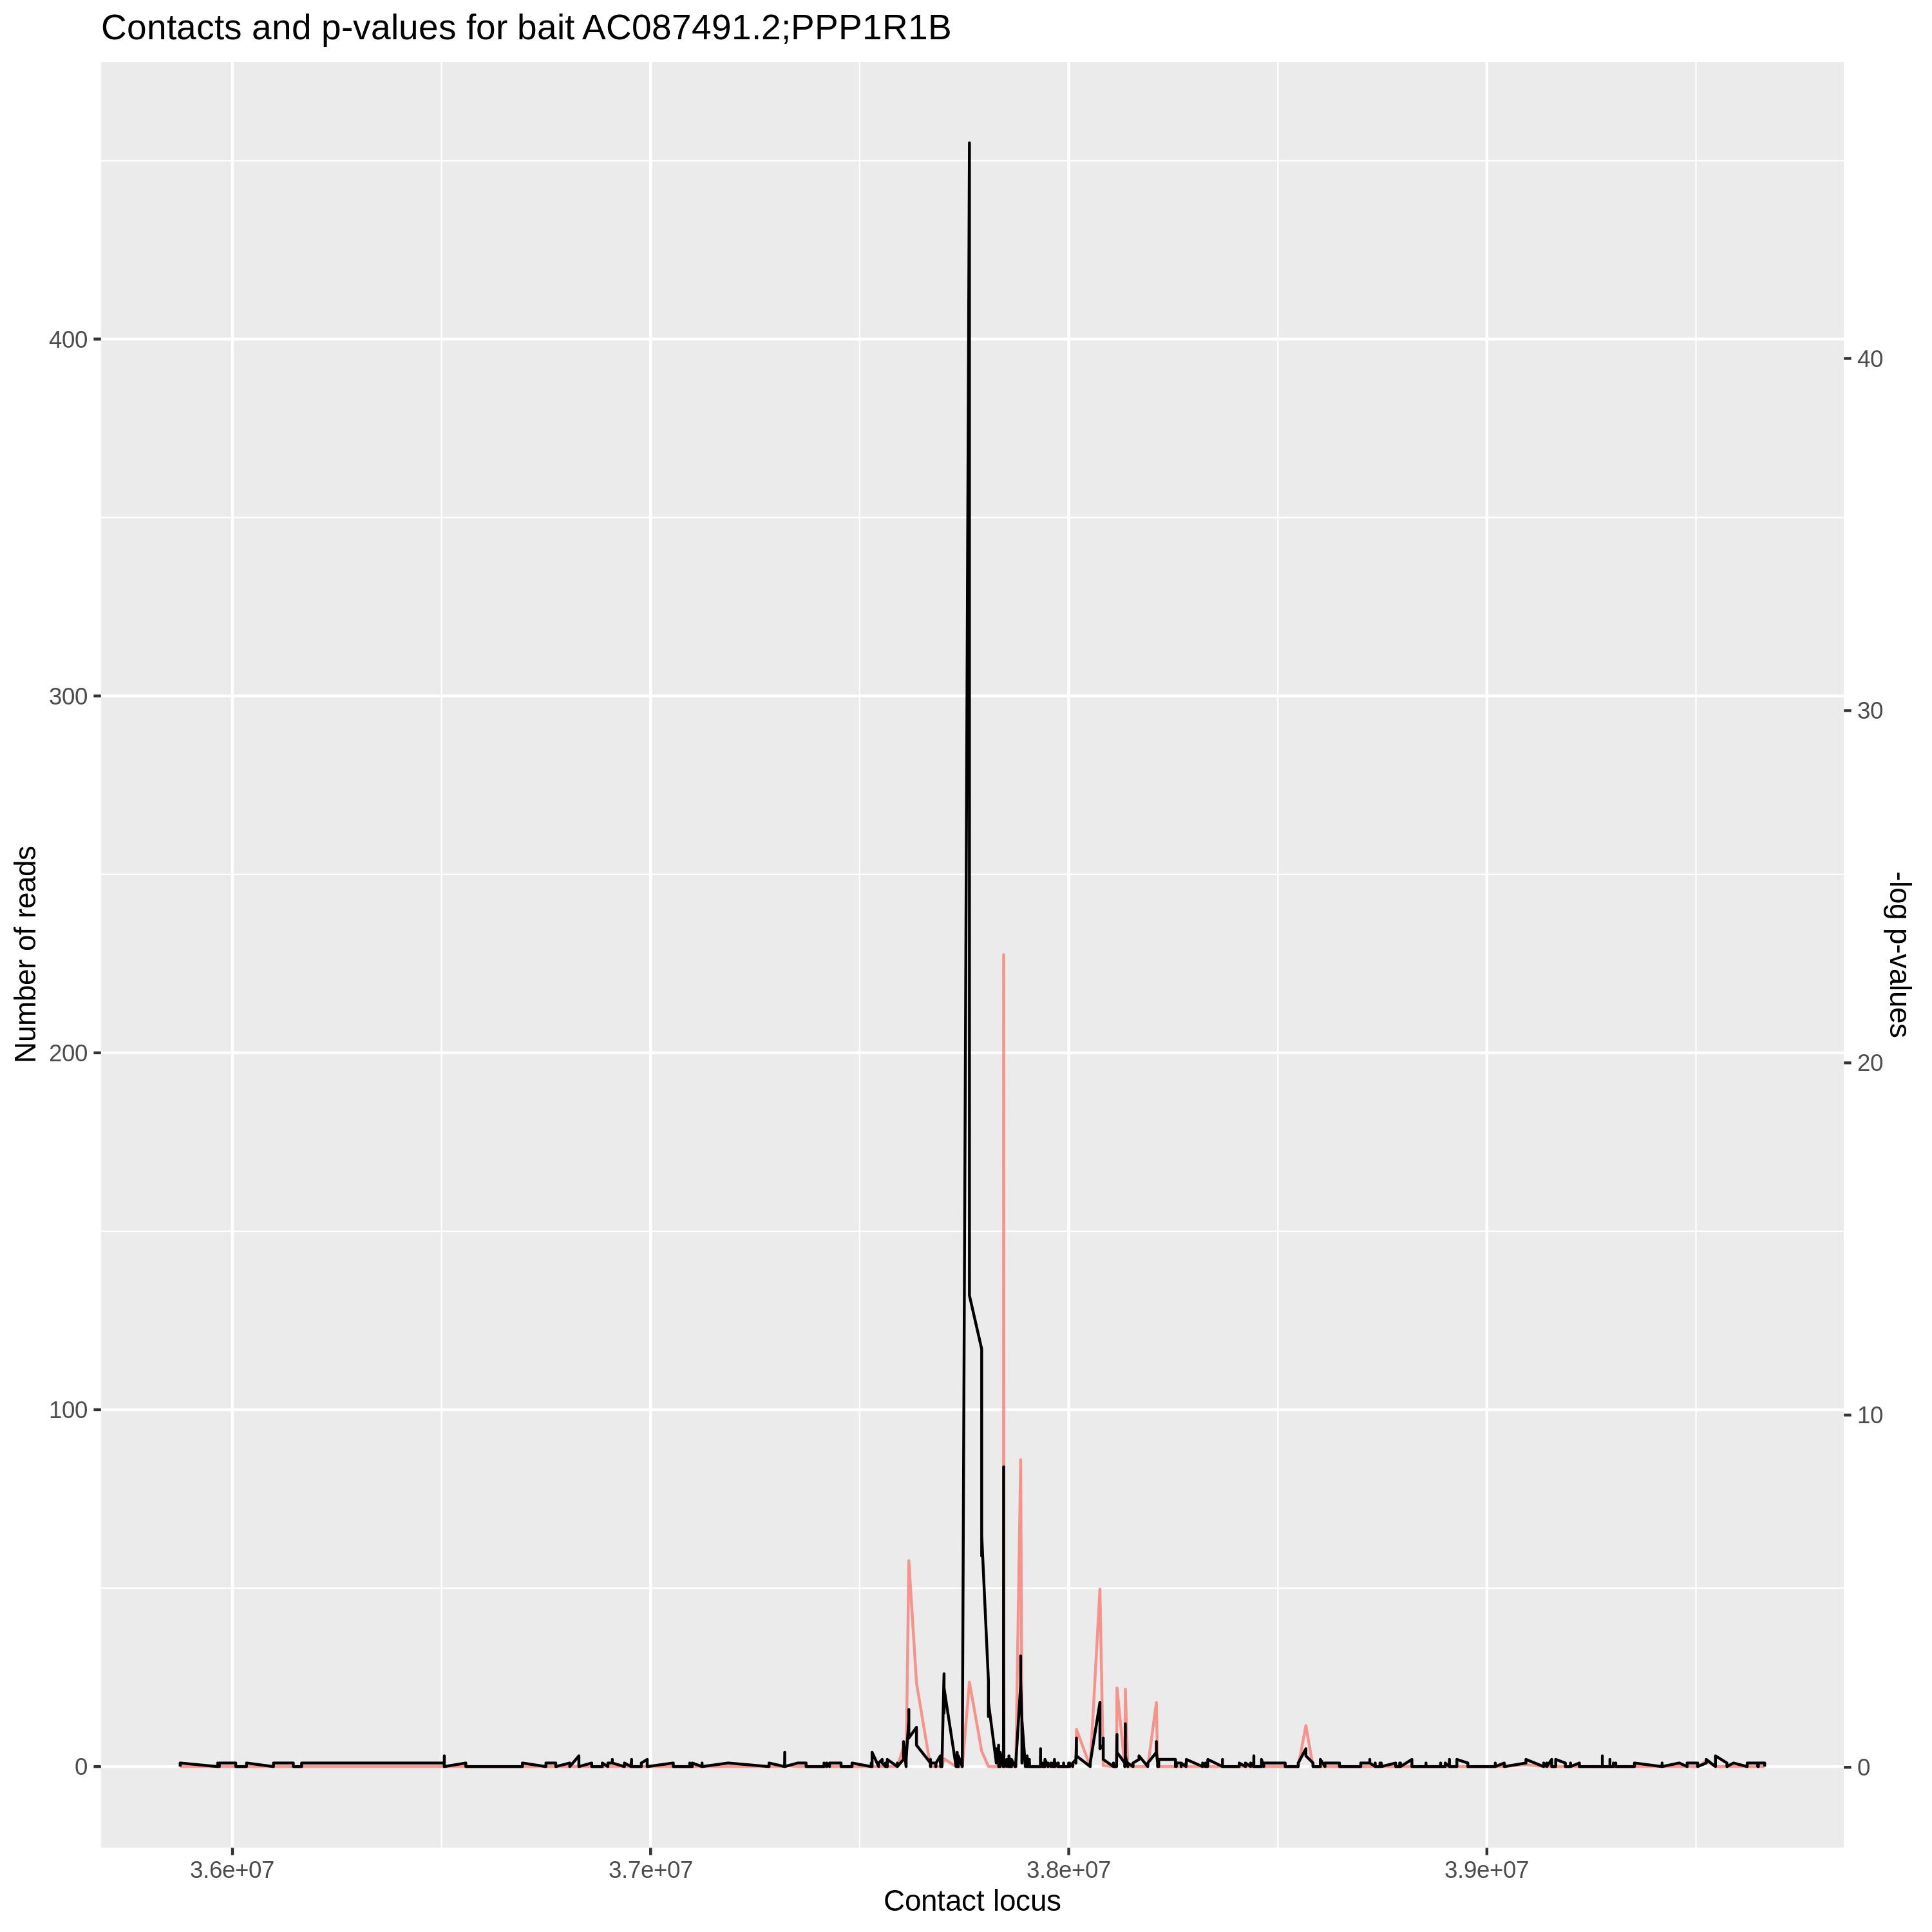 Contacts and p-values for bait AC087491.2;PPP1R1B
Number of reads
400
300
200
100
0
40
30
20
10
0
-log p-values
3.6e+07
3.7e+07
3.8e+07
3.9e+07
Contact locus